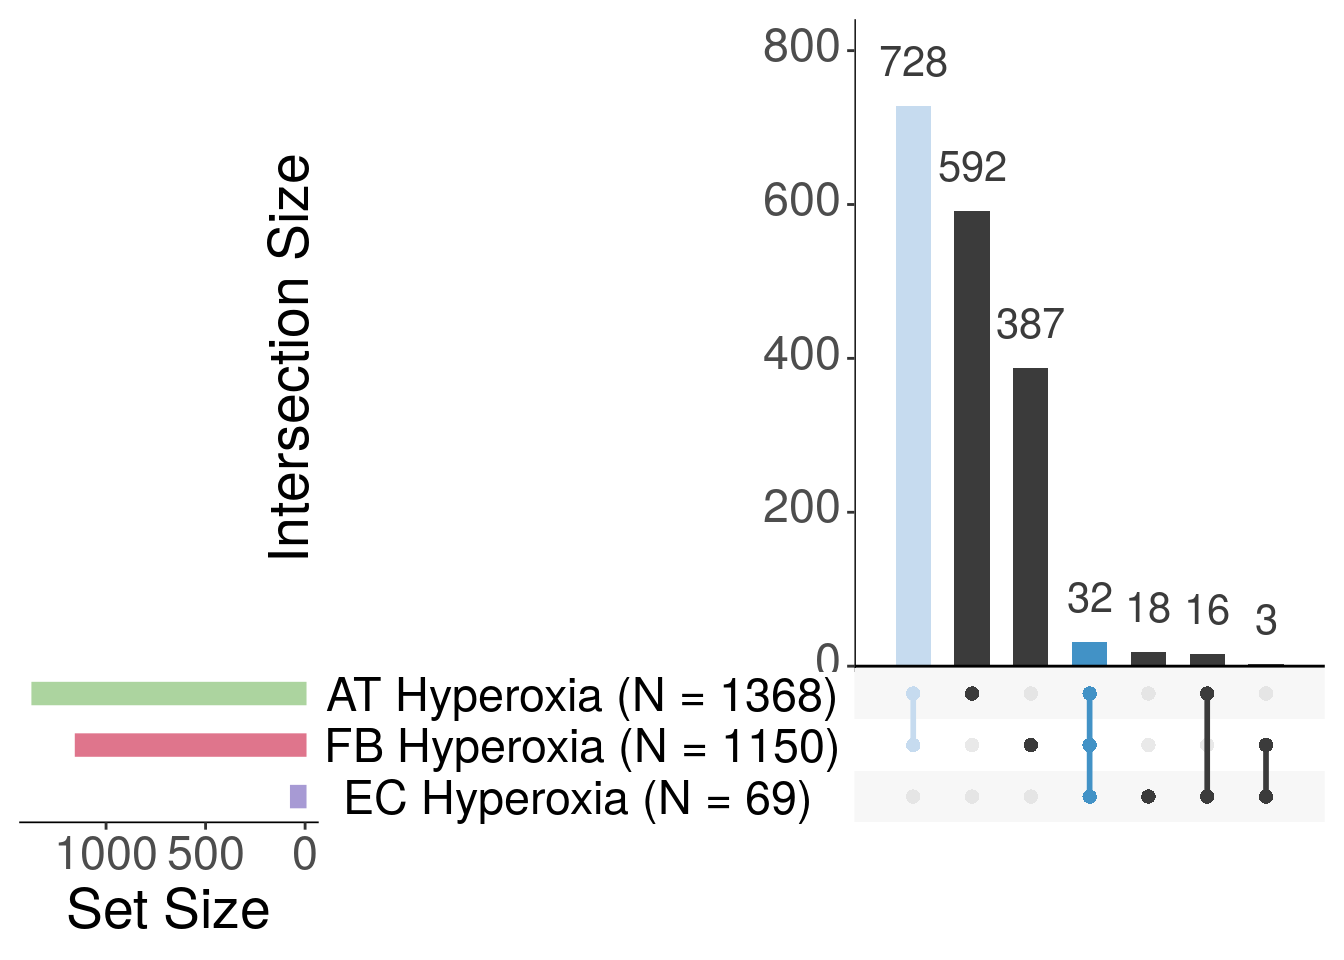 Intersection Size
800
600
400
200
0
728
592
387
32
18
16
3
AT Hyperoxia (N = 1368)
FB Hyperoxia (N = 1150)
EC Hyperoxia (N = 69)
1000 500 0
Set Size